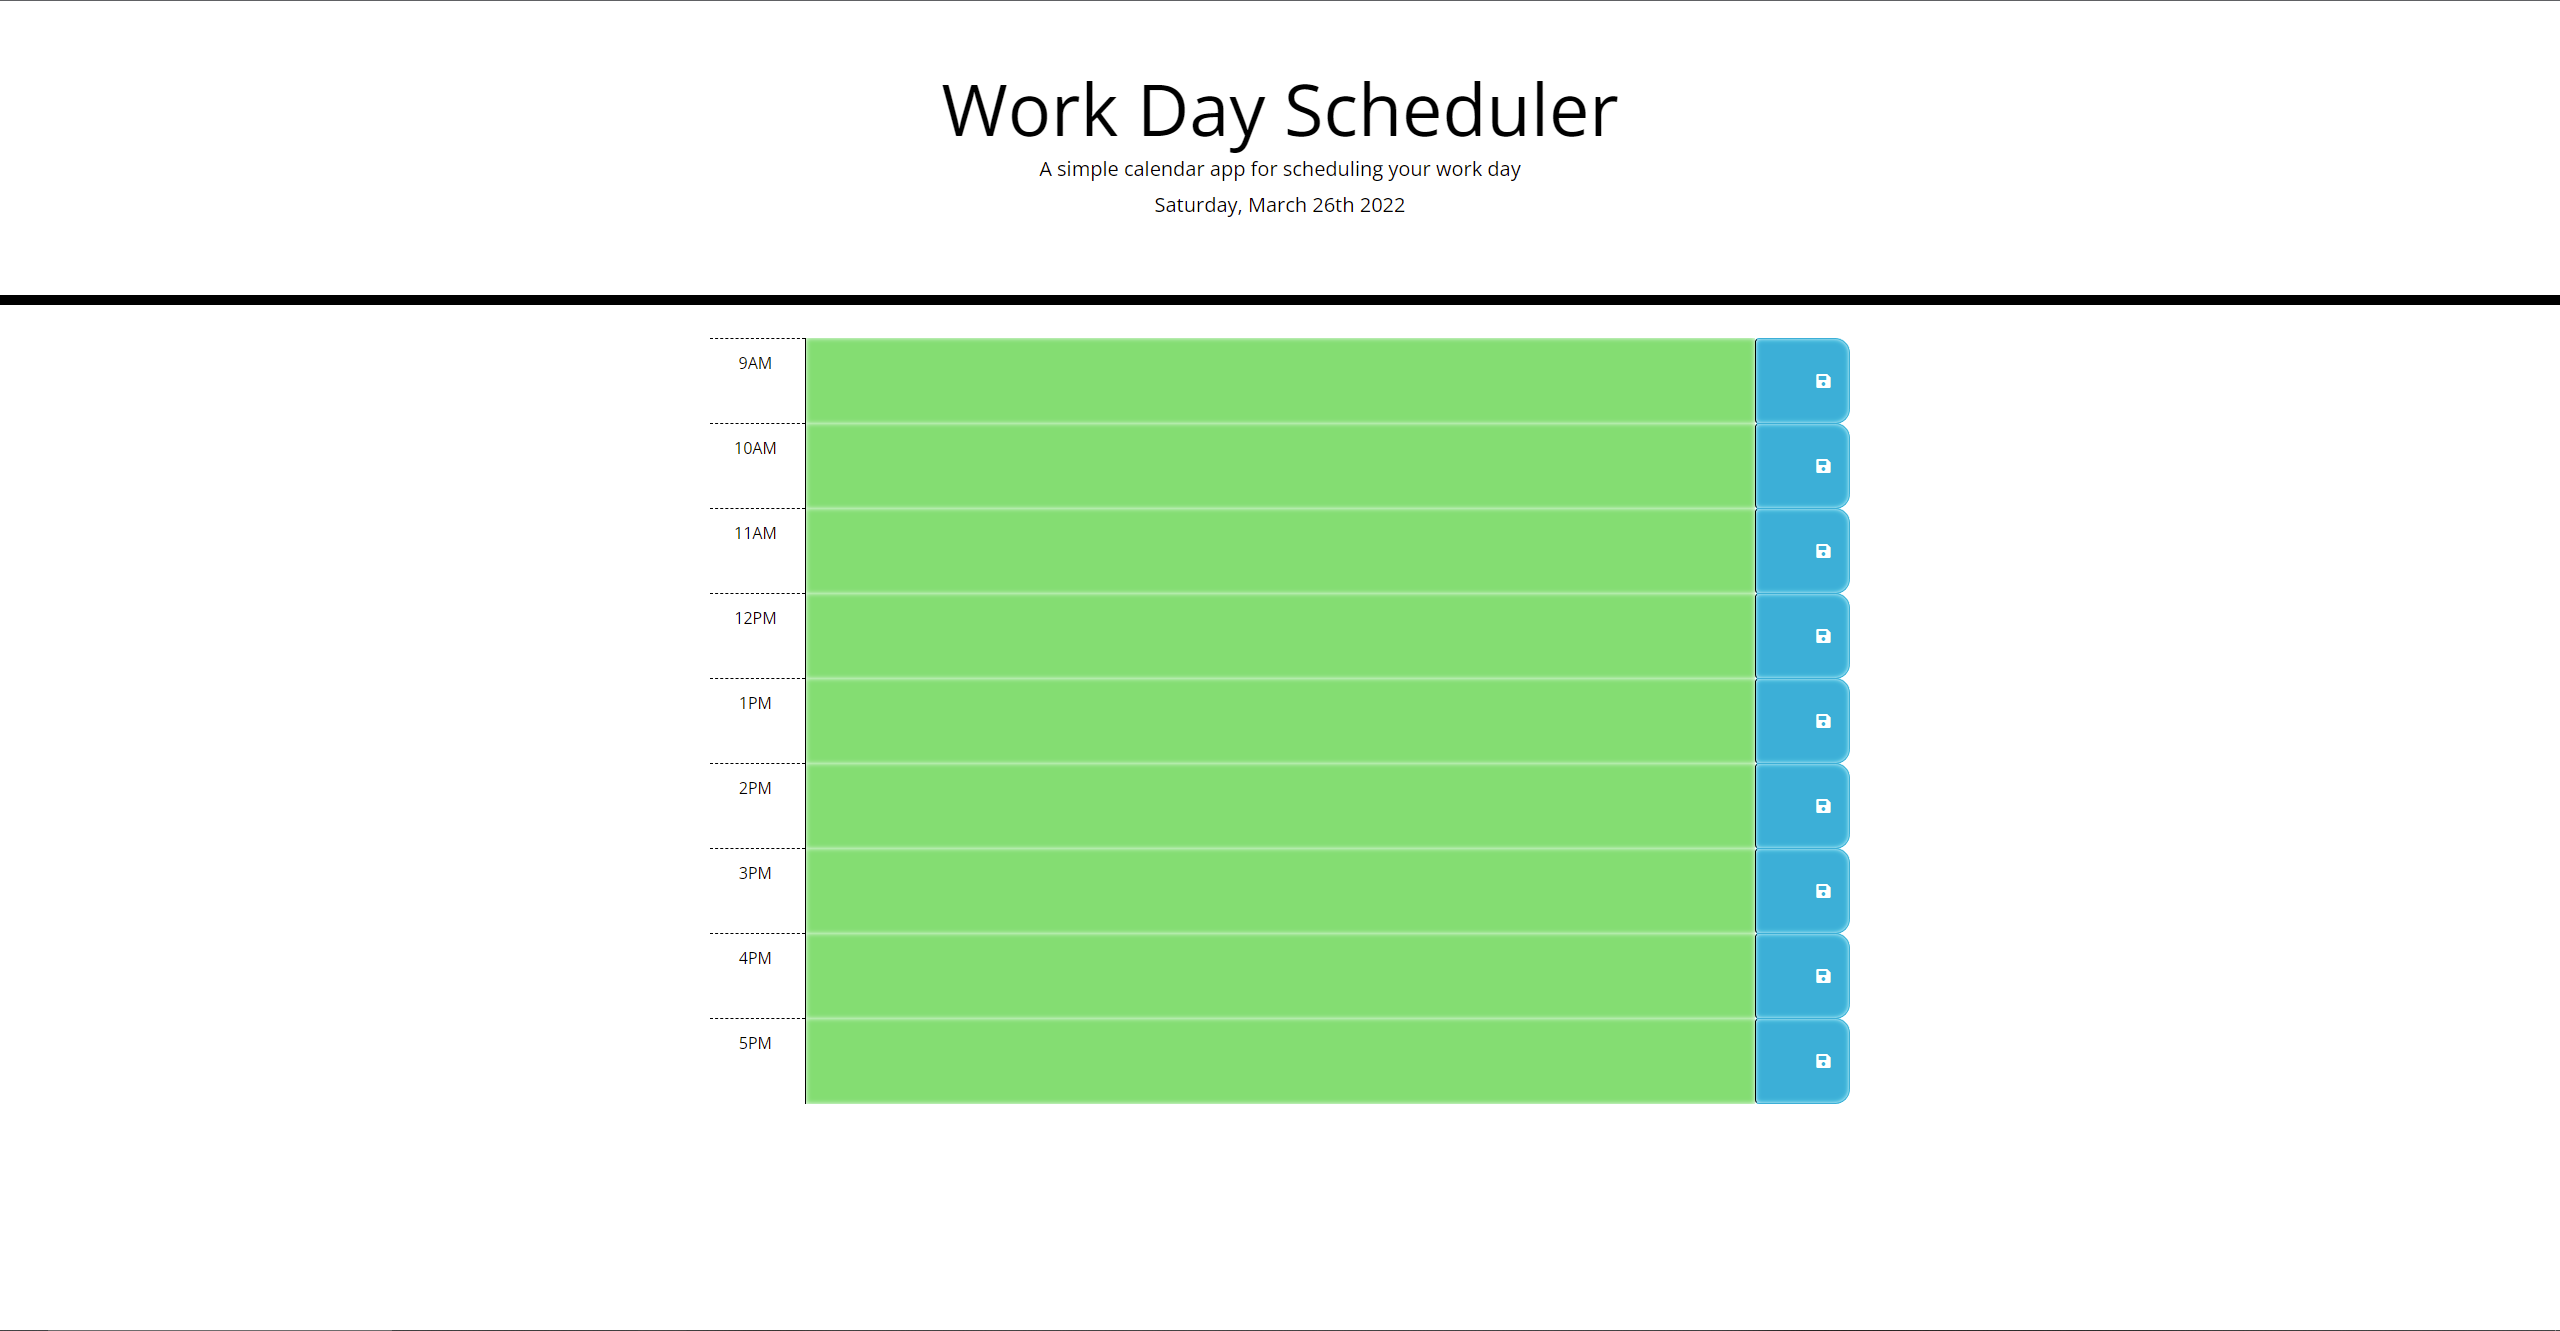 Work Day Scheduler
A simple calendar app for scheduling your work day
Saturday, March 26th 2022
9AM
10AM
11AM
12PM
1PM
2PM
3PM
4PM
5PM